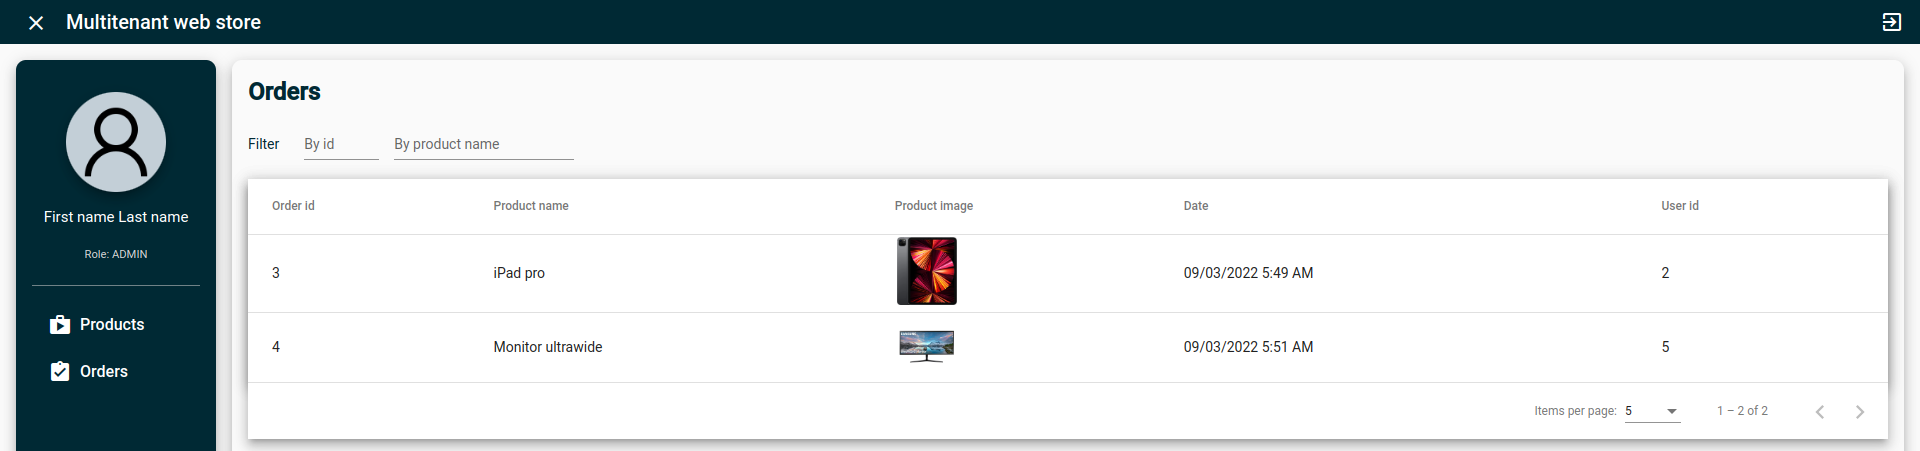 Multitenant web store
First name Last name
Role: ADMIN
Products
Orders
Orders
Filter By id By product name
Order id Product name Product image Date User id
3 iPad pro 09/03/2022 5:49 AM 2
4 Monitor ultrawide 09/03/2022 5:51 AM 5
Items per page: 5 1 – 2 of 2